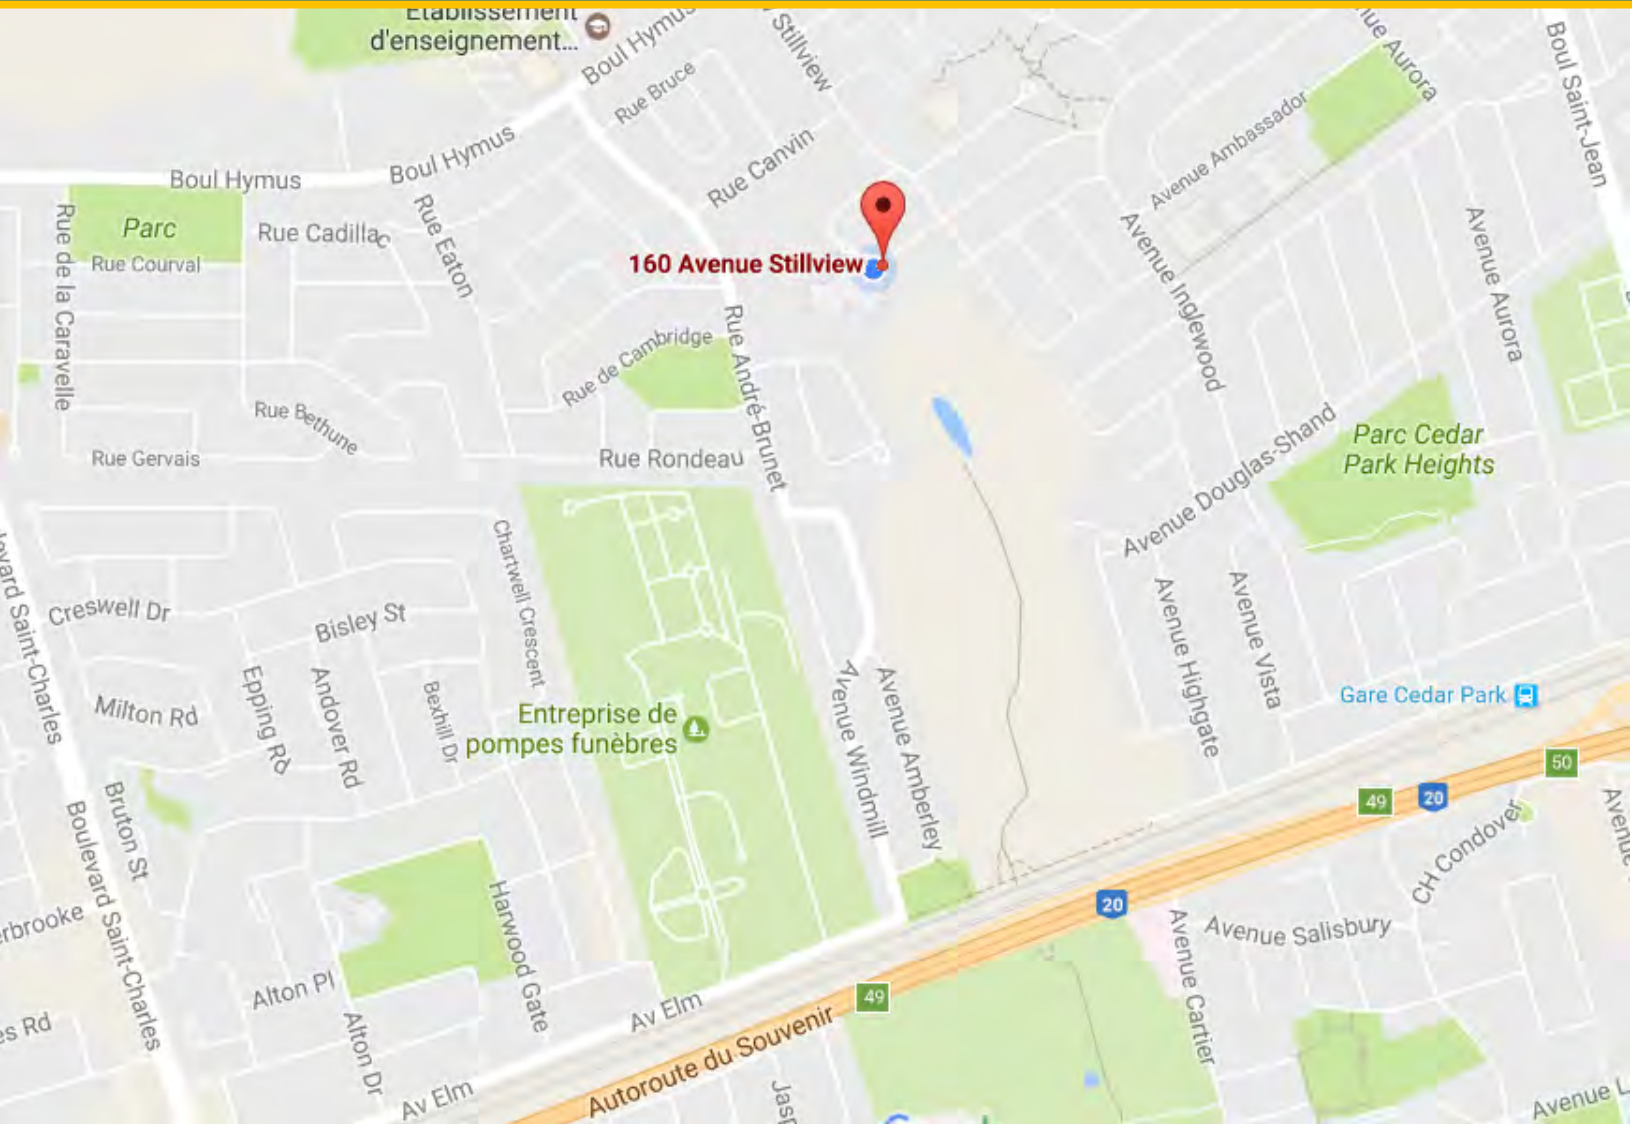 Etablissement
d'enseignement...
Boul Hymus
Stillview
Rue Bruce
Avenue Ambassador
Boul Saint-Jean
Boul Hymus
Boul Hymus
Rue Canvin
Parc
Rue Cadillac
Rue Courval
Rue de la Caravelle
Rue Eaton
160 Avenue Stillview
Avenue Inglewood
Avenue Aurora
Rue André-Brunet
Rue de Cambridge
Rue Bethune
Rue Gervais
Rue Rondeau
Avenue Douglas-Shand
Parc Cedar
Park Heights
Chartwell Crescent
Creswell Dr
Bisley St
Saint-Charles
Milton Rd
Epping Rd
Andover Rd
Bexhill Dr
Entreprise de
pompes funèbres
Avenue Windmill
Avenue Amberley
Avenue Highgate
Avenue Vista
Gare Cedar Park
50
49
20
20
49
CH Condover
Bruton St
Boulevard Saint-Charles
Harwood Gate
Avenue Cartier
Avenue Salisbury
Alton Pl
Alton Dr
Av Elm
Av Elm
Autoroute du Souvenir